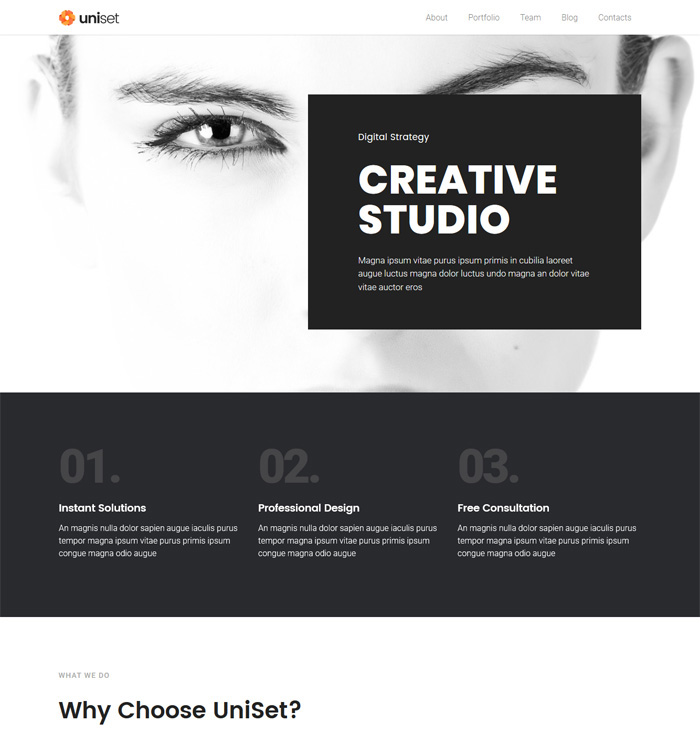 uniset
About Portfolio Team Blog Contacts
Digital Strategy
CREATIVE
STUDIO
Magna ipsum vitae purus ipsum primis in cubilia laoreet
augue luctus magna dolor luctus undo magna an dolor vitae
vitae auctor eros
01.
02.
03.
Instant Solutions
An magnis nulla dolor sapien augue iaculis purus
tempor magna ipsum vitae purus primis ipsum
congue magna odio augue
Professional Design
An magnis nulla dolor sapien augue iaculis purus
tempor magna ipsum vitae purus primis ipsum
congue magna odio augue
Free Consultation
An magnis nulla dolor sapien augue iaculis purus
tempor magna ipsum vitae purus primis ipsum
congue magna odio augue
WHAT WE DO
Why Choose UniSet?